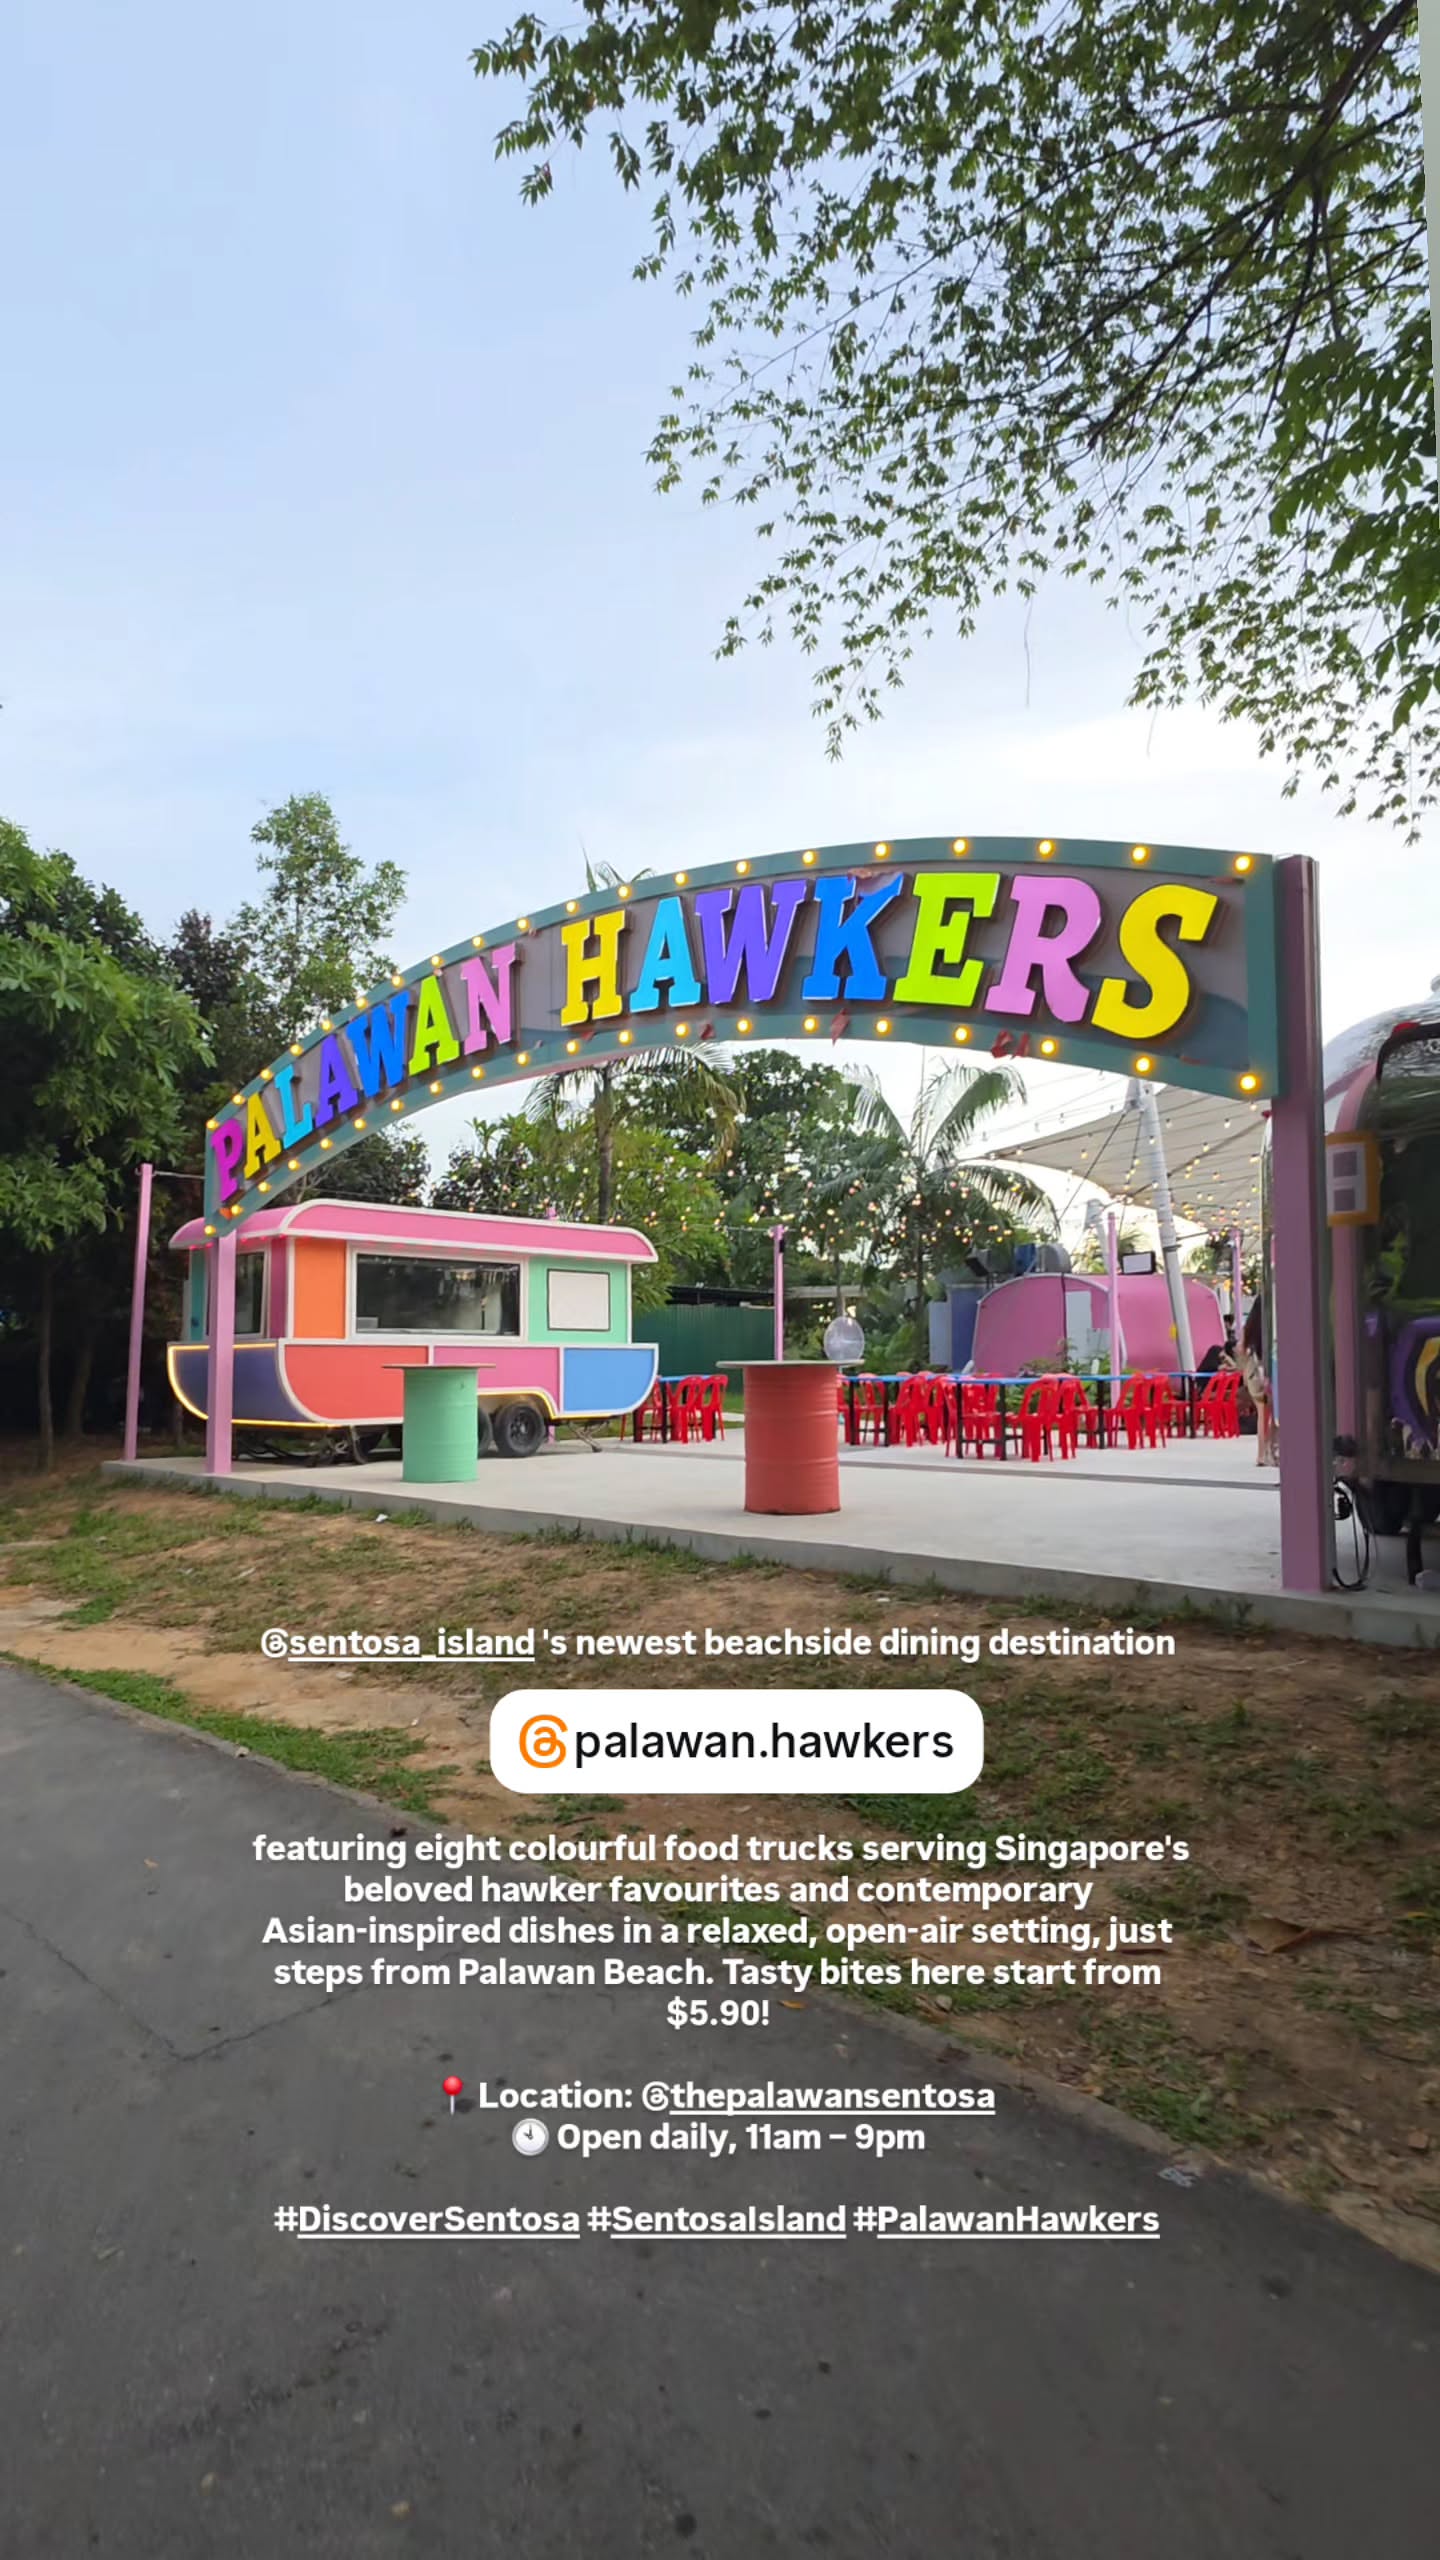 PALAWAN HAWKERS
@sentosa_island 's newest beachside dining destination
@palawan.hawkers
featuring eight colourful food trucks serving Singapore's
beloved hawker favourites and contemporary
Asian-inspired dishes in a relaxed, open-air setting, just
steps from Palawan Beach. Tasty bites here start from
$5.90!
📍 Location: @thepalawansentosa
🕙 Open daily, 11am – 9pm
#DiscoverSentosa #SentosaIsland #PalawanHawkers